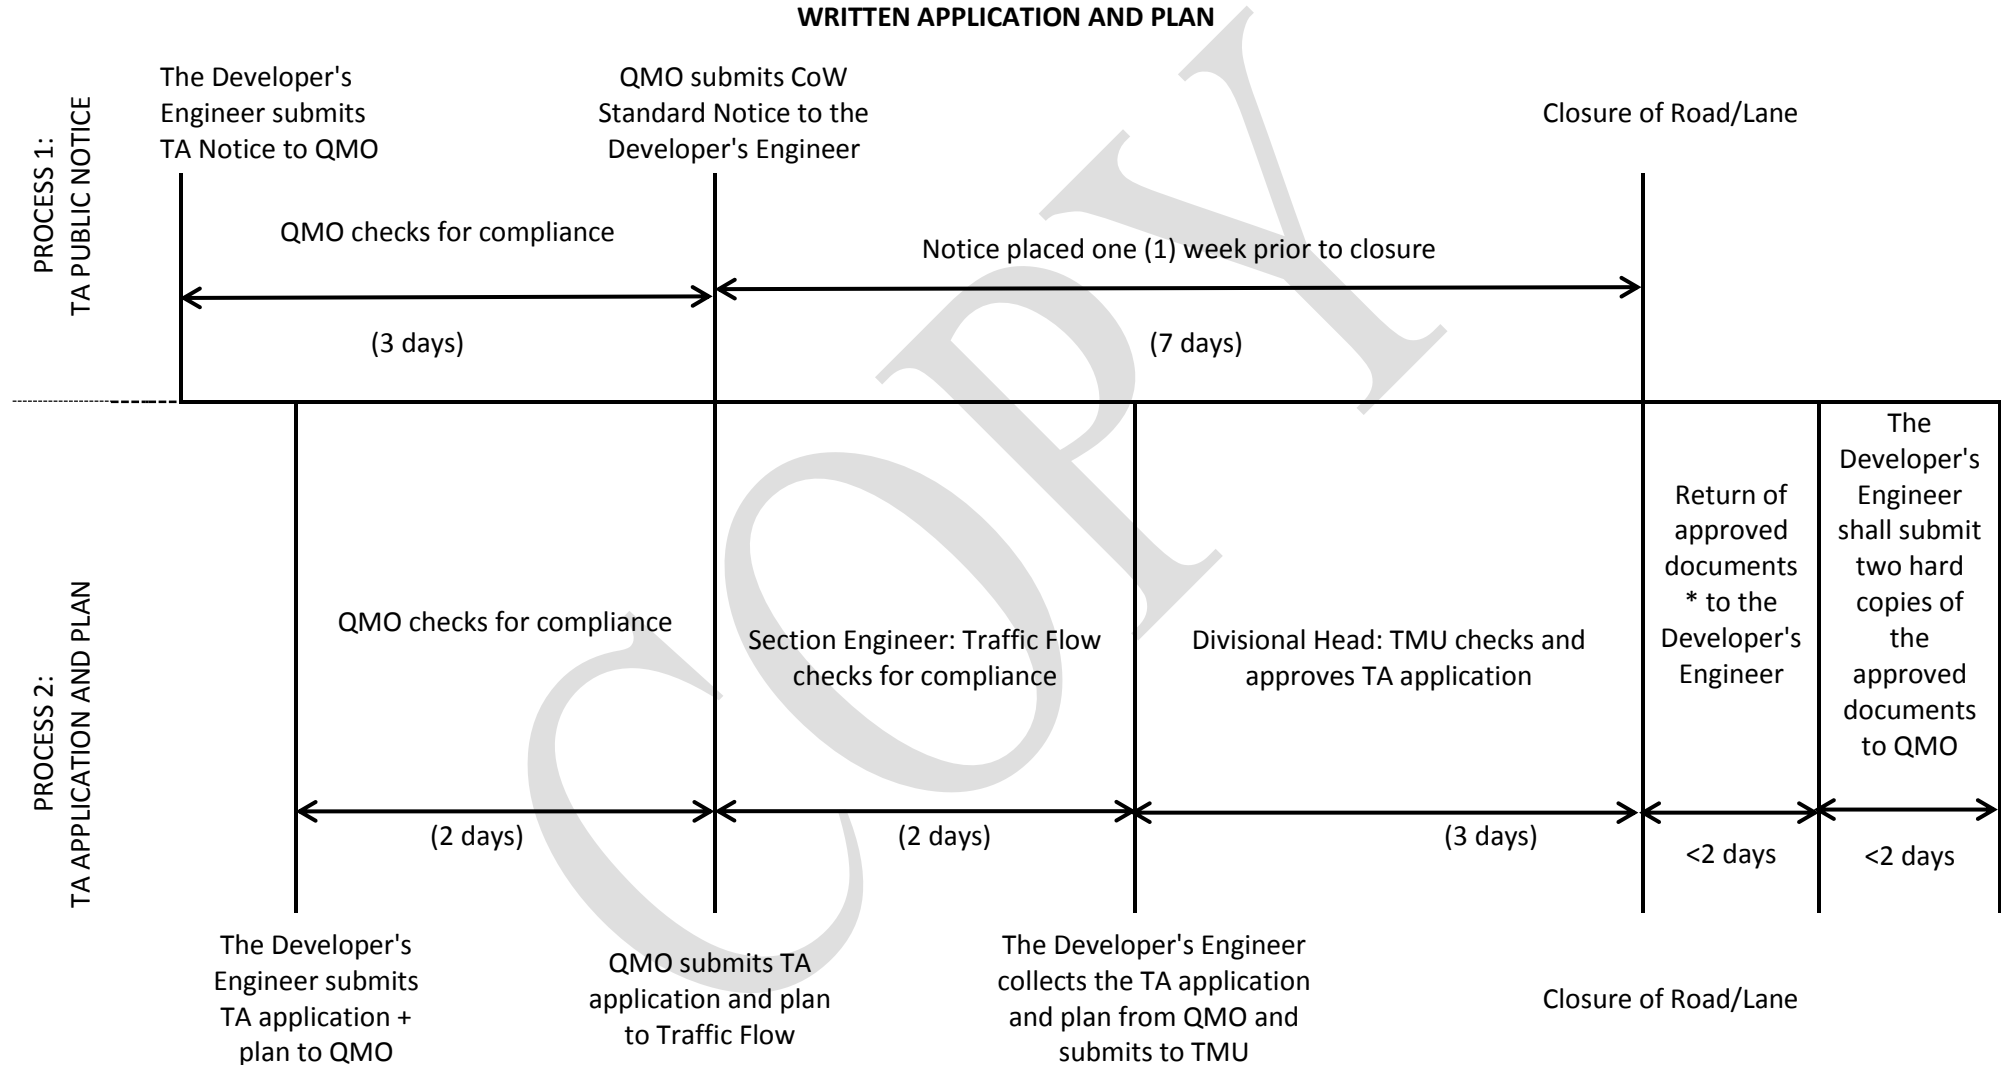 WRITTEN APPLICATION AND PLAN
PROCESS 1:
TA PUBLIC NOTICE
The Developer's
Engineer submits
TA Notice to QMO
QMO submits CoW
Standard Notice to the
Developer's Engineer
Closure of Road/Lane
QMO checks for compliance
Notice placed one (1) week prior to closure
(3 days)
(7 days)
PROCESS 2:
TA APPLICATION AND PLAN
QMO checks for compliance
Section Engineer: Traffic Flow
checks for compliance
Divisional Head: TMU checks and
approves TA application
Return of
approved
documents
* to the
Developer's
Engineer
The
Developer's
Engineer
shall submit
two hard
copies of
the
approved
documents
to QMO
(2 days)
(2 days)
(3 days)
<2 days
<2 days
The Developer's
Engineer submits
TA application +
plan to QMO
QMO submits TA
application and plan
to Traffic Flow
The Developer's Engineer
collects the TA application
and plan from QMO and
submits to TMU
Closure of Road/Lane
COPY